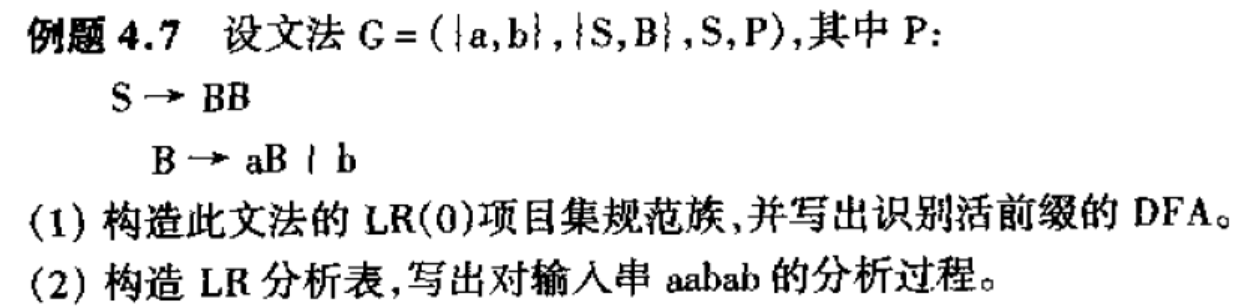 例题 4.7 设文法 G=({a,b},{S,B},S,P),其中 P:
S→ BB
B→ aB | b
(1) 构造此文法的 LR(0)项目集规范族,并写出识别活前缀的 DFA。
(2) 构造 LR 分析表,写出对输入串 aabab 的分析过程。